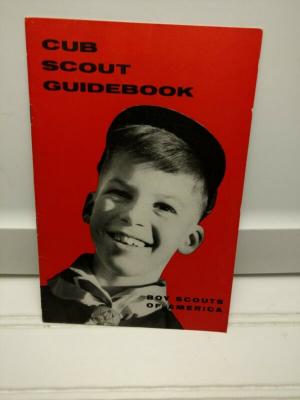 CUB
SCOUT
GUIDEBOOK
BOY SCOUTS
OF AMERICA